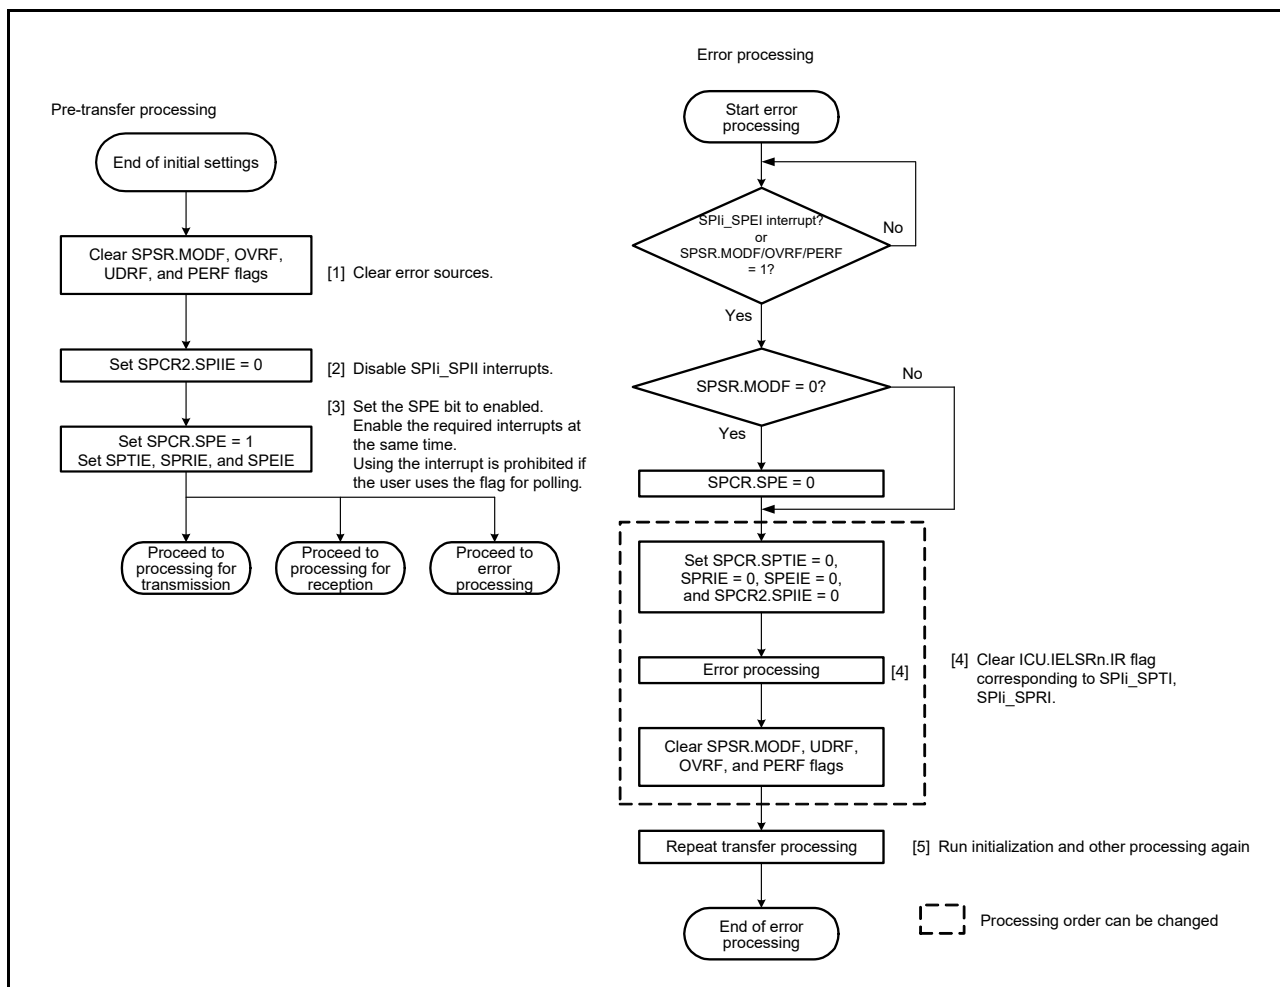 Pre-transfer processing
End of initial settings
Clear SPSR.MODF, OVRF,
UDRF, and PERF flags
[1] Clear error sources.
Set SPCR2.SPIIE = 0
[2] Disable SPIi_SPII interrupts.
Set SPCR.SPE = 1
Set SPTIE, SPRIE, and SPEIE
[3] Set the SPE bit to enabled.
Enable the required interrupts at
the same time.
Using the interrupt is prohibited if
the user uses the flag for polling.
Proceed to
processing for
transmission
Proceed to
processing for
reception
Proceed to
error
processing
Error processing
Start error
processing
SPIi_SPEI interrupt?
or
SPSR.MODF/OVRF/PERF
= 1?
No
Yes
SPSR.MODF = 0?
No
Yes
SPCR.SPE = 0
Set SPCR.SPTIE = 0,
SPRIE = 0, SPEIE = 0,
and SPCR2.SPIIE = 0
Error processing
[4]
[4] Clear ICU.IELSRn.IR flag
corresponding to SPIi_SPTI,
SPIi_SPRI.
Clear SPSR.MODF, UDRF,
OVRF, and PERF flags
Repeat transfer processing
[5] Run initialization and other processing again
End of error
processing
Processing order can be changed